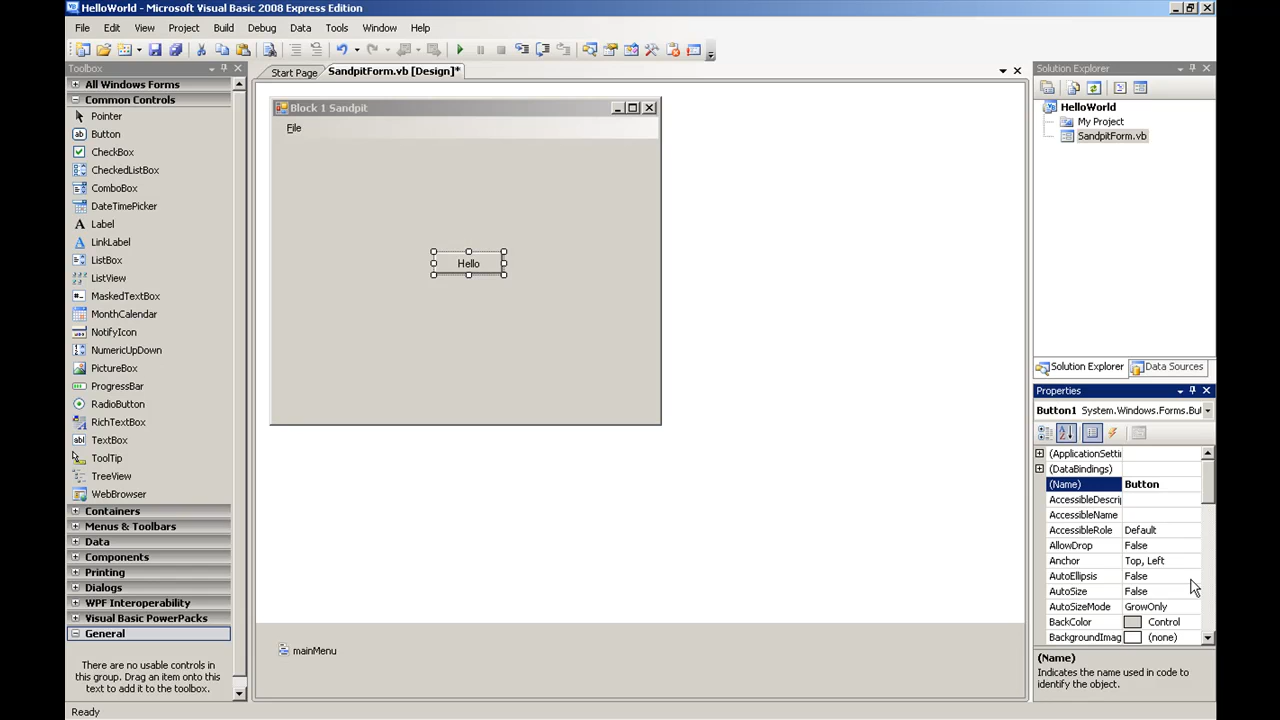 HelloWorld - Microsoft Visual Basic 2008 Express Edition
File Edit View Project Build Debug Data Tools Window Help
Toolbox
All Windows Forms
Common Controls
Pointer
Button
CheckBox
CheckedListBox
ComboBox
DateTimePicker
Label
LinkLabel
ListBox
ListView
MaskedTextBox
MonthCalendar
NotifyIcon
NumericUpDown
PictureBox
ProgressBar
RadioButton
RichTextBox
TextBox
ToolTip
TreeView
WebBrowser
Containers
Menus & Toolbars
Data
Components
Printing
Dialogs
WPF Interoperability
Visual Basic PowerPacks
General
There are no usable controls in
this group. Drag an item onto this
text to add it to the toolbox.
Start Page SandpitForm.vb [Design]*
Block 1 Sandpit
File
Hello
mainMenu
Solution Explorer
HelloWorld
My Project
SandpitForm.vb
Solution Explorer Data Sources
Properties
Button1 System.Windows.Forms.But
(ApplicationSettin
(DataBindings)
(Name) Button
AccessibleDescrip
AccessibleName
AccessibleRole Default
AllowDrop False
Anchor Top, Left
AutoEllipsis False
AutoSize False
AutoSizeMode GrowOnly
BackColor Control
BackgroundImag (none)
(Name)
Indicates the name used in code to
identify the object.
Ready